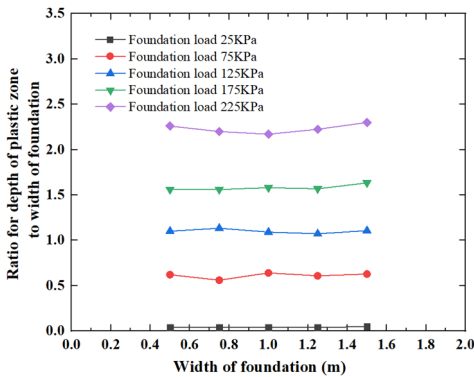 3.5
3.0
2.5
2.0
1.5
1.0
0.5
0.0
Ratio for depth of plastic zone
to width of foundation
Foundation load 25KPa
Foundation load 75KPa
Foundation load 125KPa
Foundation load 175KPa
Foundation load 225KPa
0.0 0.2 0.4 0.6 0.8 1.0 1.2 1.4 1.6 1.8 2.0
Width of foundation (m)